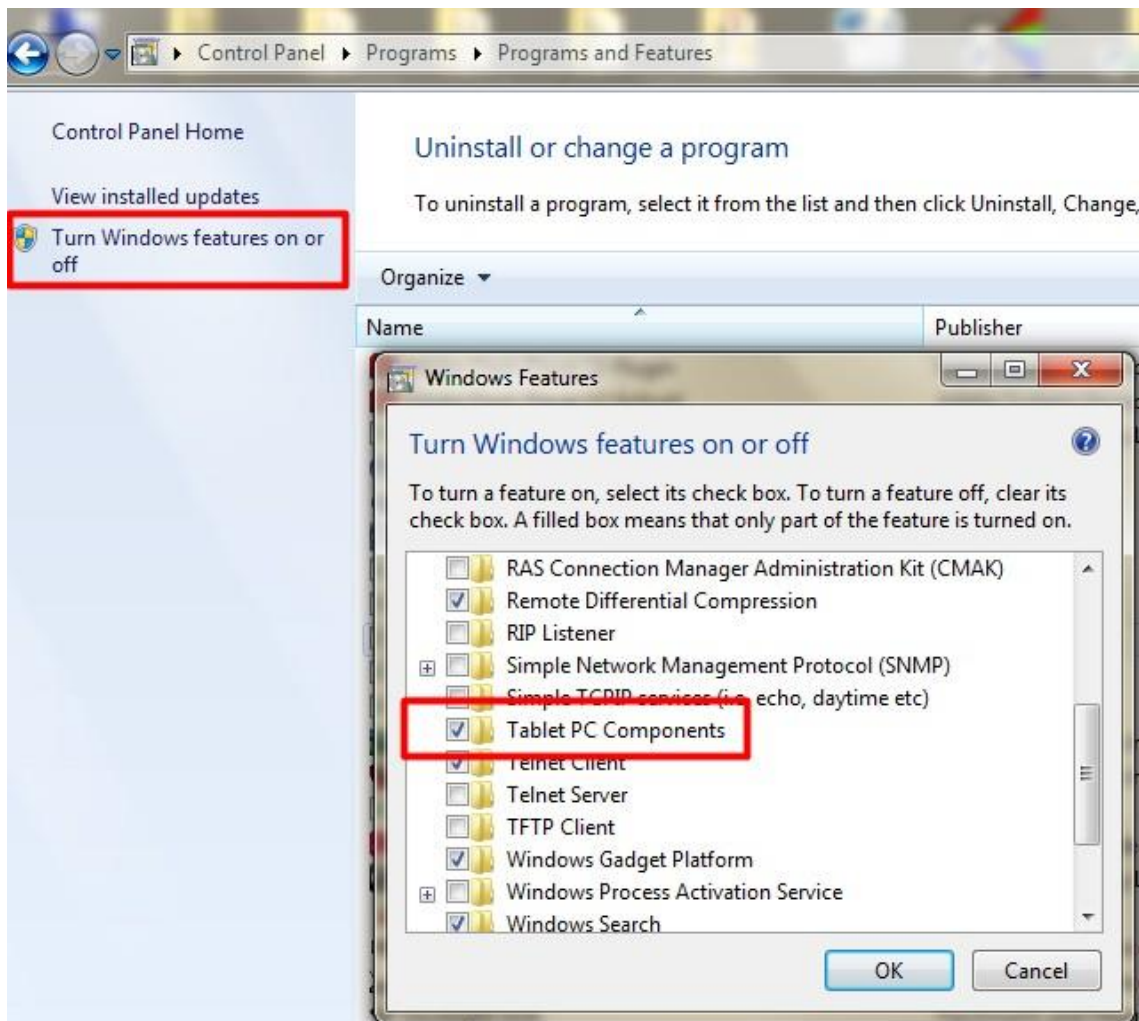 Control Panel Programs Programs and Features
Control Panel Home
View installed updates
Turn Windows features on or
off
Uninstall or change a program
To uninstall a program, select it from the list and then click Uninstall, Change,
Organize
Name Publisher
Windows Features
Turn Windows features on or off
To turn a feature on, select its check box. To turn a feature off, clear its
check box. A filled box means that only part of the feature is turned on.
RAS Connection Manager Administration Kit (CMAK)
Remote Differential Compression
RIP Listener
Simple Network Management Protocol (SNMP)
Simple TCPIP services (i.e. echo, daytime etc)
Tablet PC Components
Telnet Client
Telnet Server
TFTP Client
Windows Gadget Platform
Windows Process Activation Service
Windows Search
OK Cancel